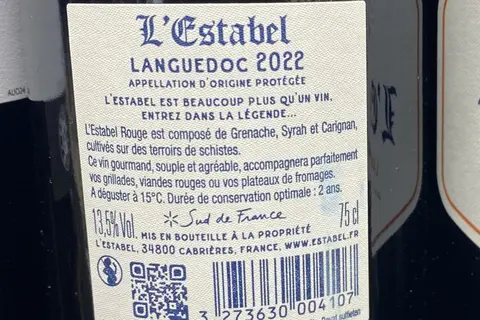 L'Estabel
LANGUEDOC 2022
APPELLATION D'ORIGINE PROTÉGÉE
L'ESTABEL EST BEAUCOUP PLUS QU'UN VIN,
ENTREZ DANS LA LÉGENDE...
L'Estabel Rouge est composé de Grenache, Syrah et Carignan,
cultivés sur des terroirs de schistes.
Ce vin gourmand, souple et agréable, accompagnera parfaitement
vos grillades, viandes rouges ou vos plateaux de fromages.
A déguster à 15°C. Durée de conservation optimale : 2 ans.
13,5% Vol.
Sud de France
75 cl
MIS EN BOUTEILLE À LA PROPRIÉTÉ
L'ESTABEL, 34800 CABRIÈRES, FRANCE, WWW.ESTABEL.FR
3 273630 004107